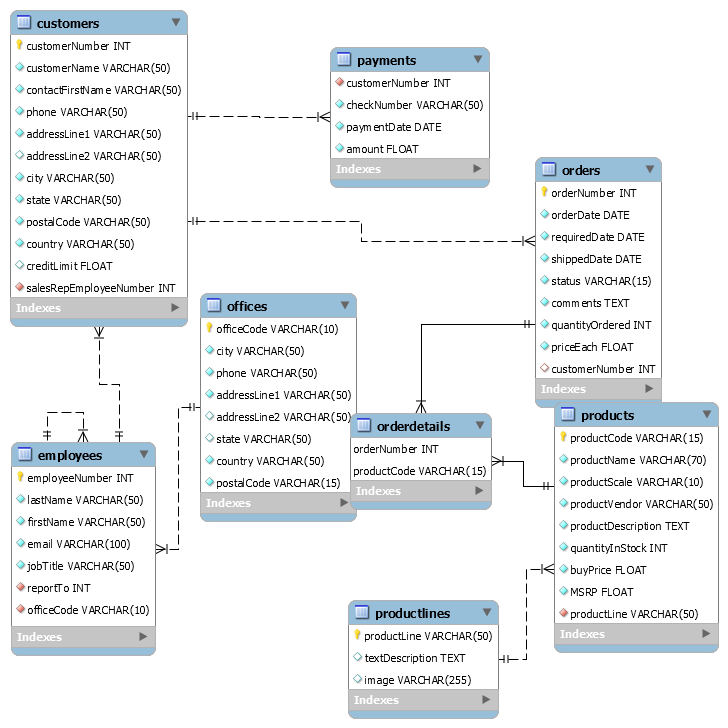 customers
customerNumber INT
customerName VARCHAR(50)
contactFirstName VARCHAR(50)
phone VARCHAR(50)
addressLine1 VARCHAR(50)
addressLine2 VARCHAR(50)
city VARCHAR(50)
state VARCHAR(50)
postalCode VARCHAR(50)
country VARCHAR(50)
creditLimit FLOAT
salesRepEmployeeNumber INT
Indexes
payments
customerNumber INT
checkNumber VARCHAR(50)
paymentDate DATE
amount FLOAT
Indexes
orders
orderNumber INT
orderDate DATE
requiredDate DATE
shippedDate DATE
status VARCHAR(15)
comments TEXT
quantityOrdered INT
priceEach FLOAT
customerNumber INT
Indexes
offices
officeCode VARCHAR(10)
city VARCHAR(50)
phone VARCHAR(50)
addressLine1 VARCHAR(50)
addressLine2 VARCHAR(50)
state VARCHAR(50)
country VARCHAR(50)
postalCode VARCHAR(15)
Indexes
orderdetails
orderNumber INT
productCode VARCHAR(15)
Indexes
products
productCode VARCHAR(15)
productName VARCHAR(70)
productScale VARCHAR(10)
productVendor VARCHAR(50)
productDescription TEXT
quantityInStock INT
buyPrice FLOAT
MSRP FLOAT
productLine VARCHAR(50)
Indexes
employees
employeeNumber INT
lastName VARCHAR(50)
firstName VARCHAR(50)
email VARCHAR(100)
jobTitle VARCHAR(50)
reportTo INT
officeCode VARCHAR(10)
Indexes
productlines
productLine VARCHAR(50)
textDescription TEXT
image VARCHAR(255)
Indexes